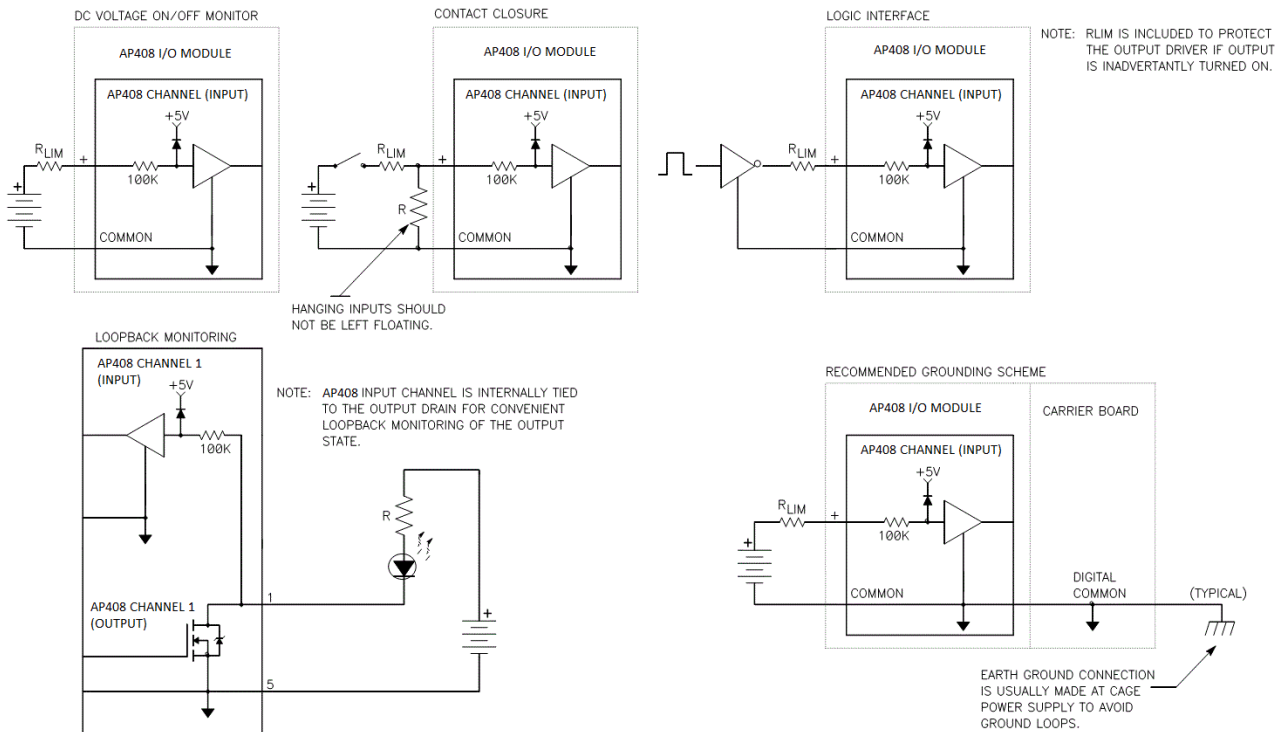 DC VOLTAGE ON/OFF MONITOR
AP408 I/O MODULE
AP408 CHANNEL (INPUT)
+5V
RLIM
+
100K
+
COMMON
CONTACT CLOSURE
AP408 I/O MODULE
AP408 CHANNEL (INPUT)
+5V
RLIM
+
100K
+
R
COMMON
HANGING INPUTS SHOULD
NOT BE LEFT FLOATING.
LOGIC INTERFACE
AP408 I/O MODULE
AP408 CHANNEL (INPUT)
+5V
RLIM
+
100K
COMMON
NOTE: RLIM IS INCLUDED TO PROTECT
THE OUTPUT DRIVER IF OUTPUT
IS INADVERTANTLY TURNED ON.
LOOPBACK MONITORING
AP408 CHANNEL 1
(INPUT)
+5V
100K
NOTE: AP408 INPUT CHANNEL IS INTERNALLY TIED
TO THE OUTPUT DRAIN FOR CONVENIENT
LOOPBACK MONITORING OF THE OUTPUT
STATE.
R
AP408 CHANNEL 1
(OUTPUT)
1
+
5
RECOMMENDED GROUNDING SCHEME
AP408 I/O MODULE
CARRIER BOARD
AP408 CHANNEL (INPUT)
+5V
RLIM
+
100K
+
COMMON
DIGITAL
COMMON
(TYPICAL)
EARTH GROUND CONNECTION
IS USUALLY MADE AT CAGE
POWER SUPPLY TO AVOID
GROUND LOOPS.